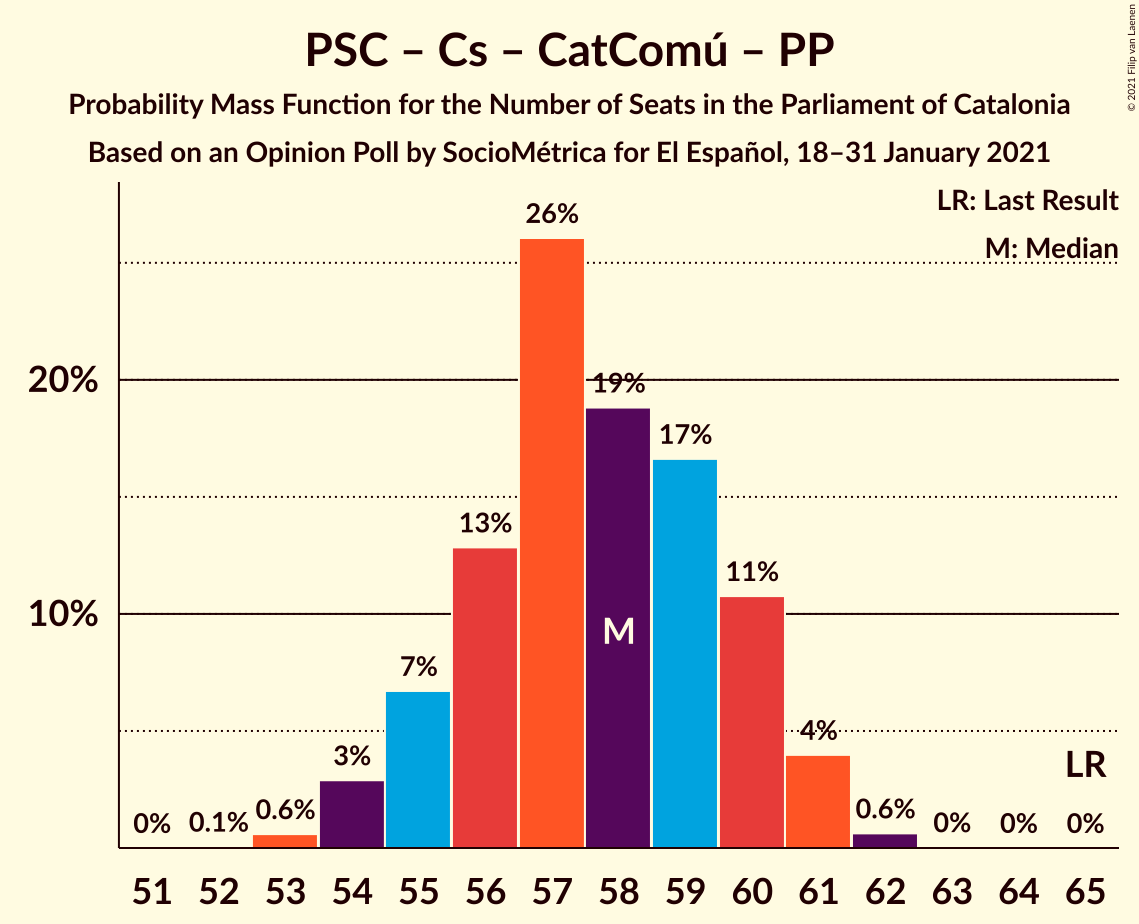 PSC – Cs – CatComú – PP
Probability Mass Function for the Number of Seats in the Parliament of Catalonia
Based on an Opinion Poll by SocioMétrica for El Español, 18–31 January 2021
© 2021 Filip van Laenen
LR: Last Result
M: Median
26%
20%
19%
17%
13%
11%
10%
M
7%
4%
3%
LR
0%
0.1%
0.6%
0.6%
0%
0%
0%
51 52 53 54 55 56 57 58 59 60 61 62 63 64 65